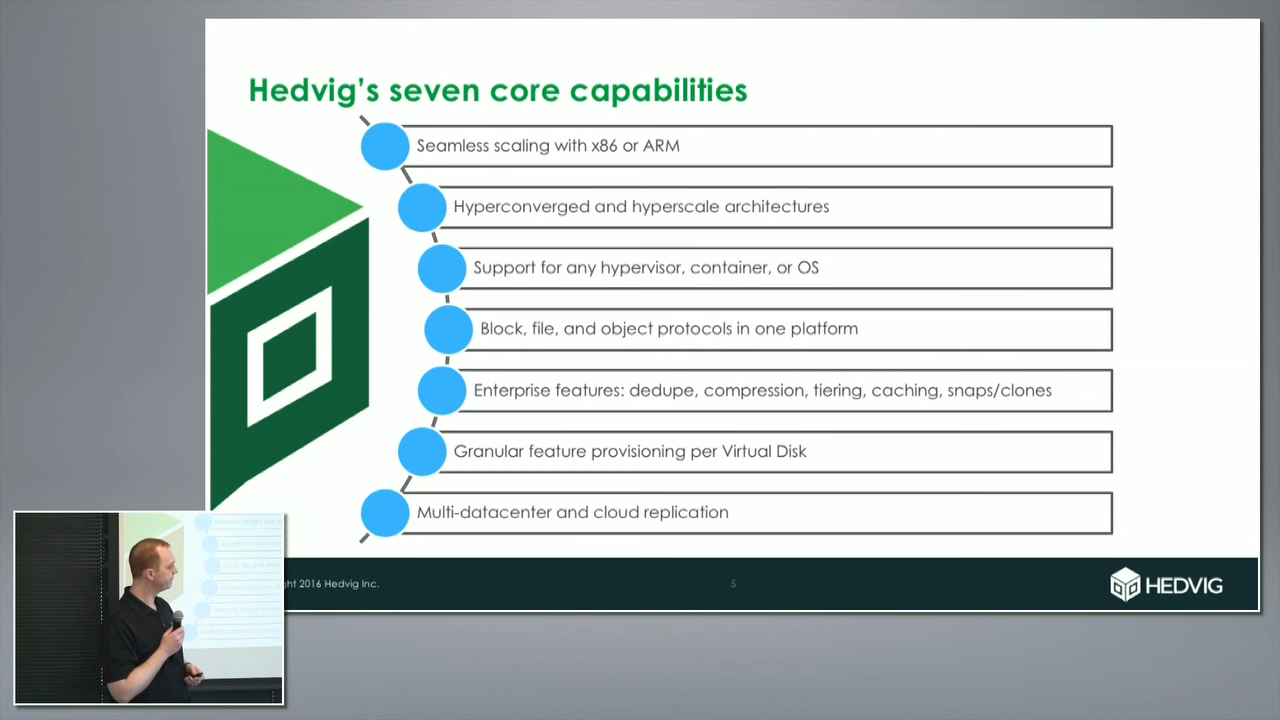 Hedvig's seven core capabilities
Seamless scaling with x86 or ARM
Hyperconverged and hyperscale architectures
Support for any hypervisor, container, or OS
Block, file, and object protocols in one platform
Enterprise features: dedupe, compression, tiering, caching, snaps/clones
Granular feature provisioning per Virtual Disk
Multi-datacenter and cloud replication
ght 2016 Hedvig Inc.
5
HEDVIG